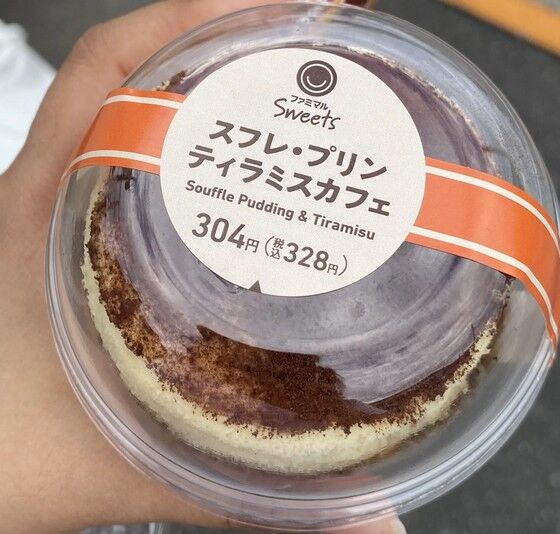 ファミマル
Sweets
スフレ・プリン
ティラミスカフェ
Souffle Pudding & Tiramisu
304円(税込328円)